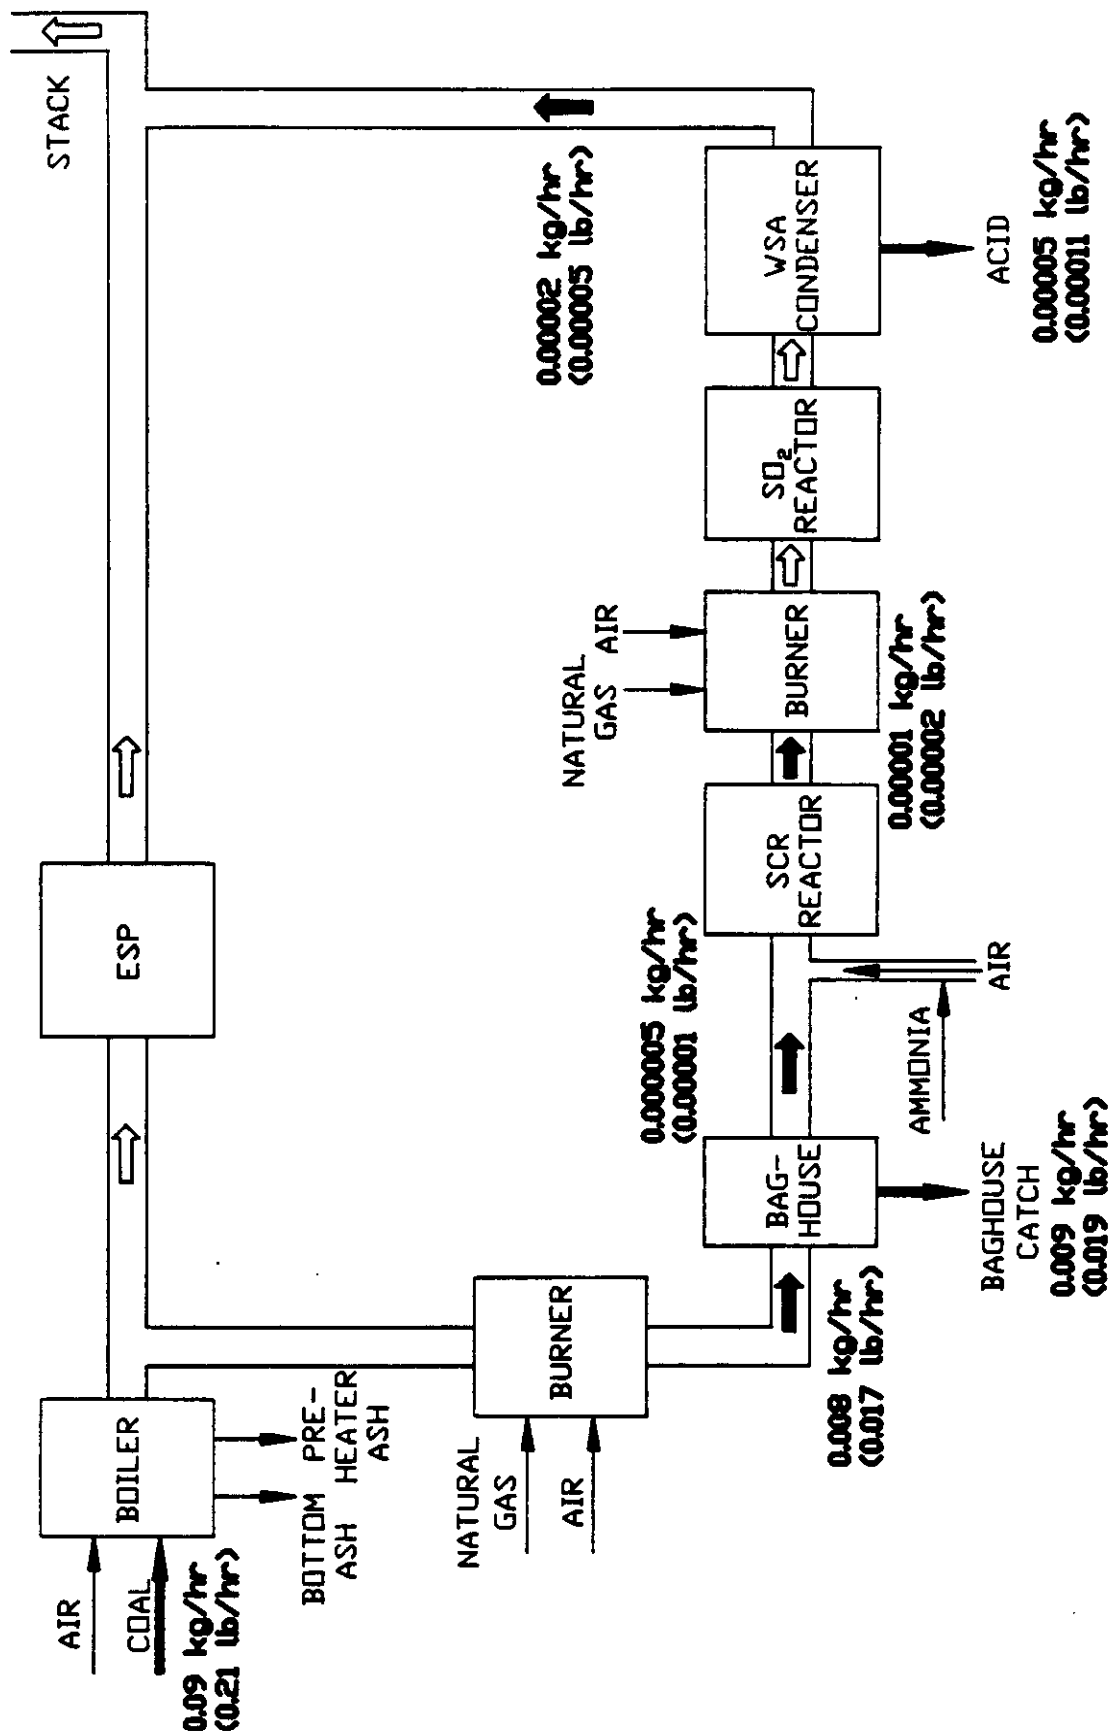 AIR
COAL
0.09 kg/hr
(0.21 lb/hr)
BOILER
BOTTOM
ASH
PRE-
HEATER
ASH
ESP
STACK
NATURAL
GAS
AIR
BURNER
0.008 kg/hr
(0.017 lb/hr)
BAG-
HOUSE
BAGHOUSE
CATCH
0.009 kg/hr
(0.019 lb/hr)
0.000005 kg/hr
(0.00001 lb/hr)
AMMONIA
AIR
SCR
REACTOR
0.00001 kg/hr
(0.00002 lb/hr)
NATURAL
GAS
AIR
BURNER
SO₂
REACTOR
WSA
CONDENSER
0.00002 kg/hr
(0.00005 lb/hr)
ACID
0.00005 kg/hr
(0.00011 lb/hr)